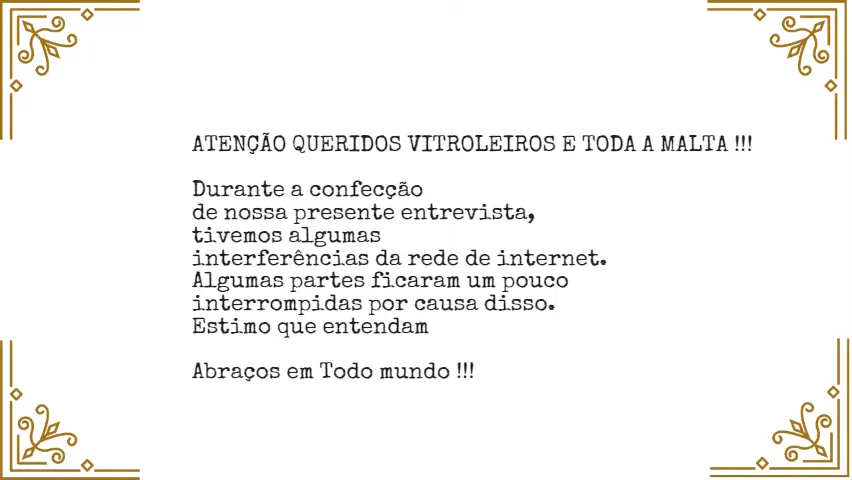 ATENÇÃO QUERIDOS VITROLEIROS E TODA A MALTA !!!
Durante a confecção
de nossa presente entrevista,
tivemos algumas
interferências da rede de internet.
Algumas partes ficaram um pouco
interrompidas por causa disso.
Estimo que entendam
Abraços em Todo mundo !!!